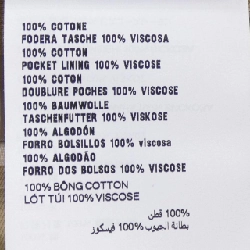 100% COTONE
FODERA TASCHE 100% VISCOSA
100% COTTON
POCKET LINING 100% VISCOSE
100% COTON
DOUBLURE POCHES 100% VISCOSE
100% BAUMWOLLE
TASCHENFUTTER 100% VISKOSE
100% ALGODÓN
FORRO BOLSILLOS 100% viscosa
100% ALGODÃO
FORRO DOS BOLSOS 100% VISCOSE
100% BÔNG COTTON
LÓT TÚI 100% VISCOSE
100% قطن
بطانة الجيوب 100% فيسكوز